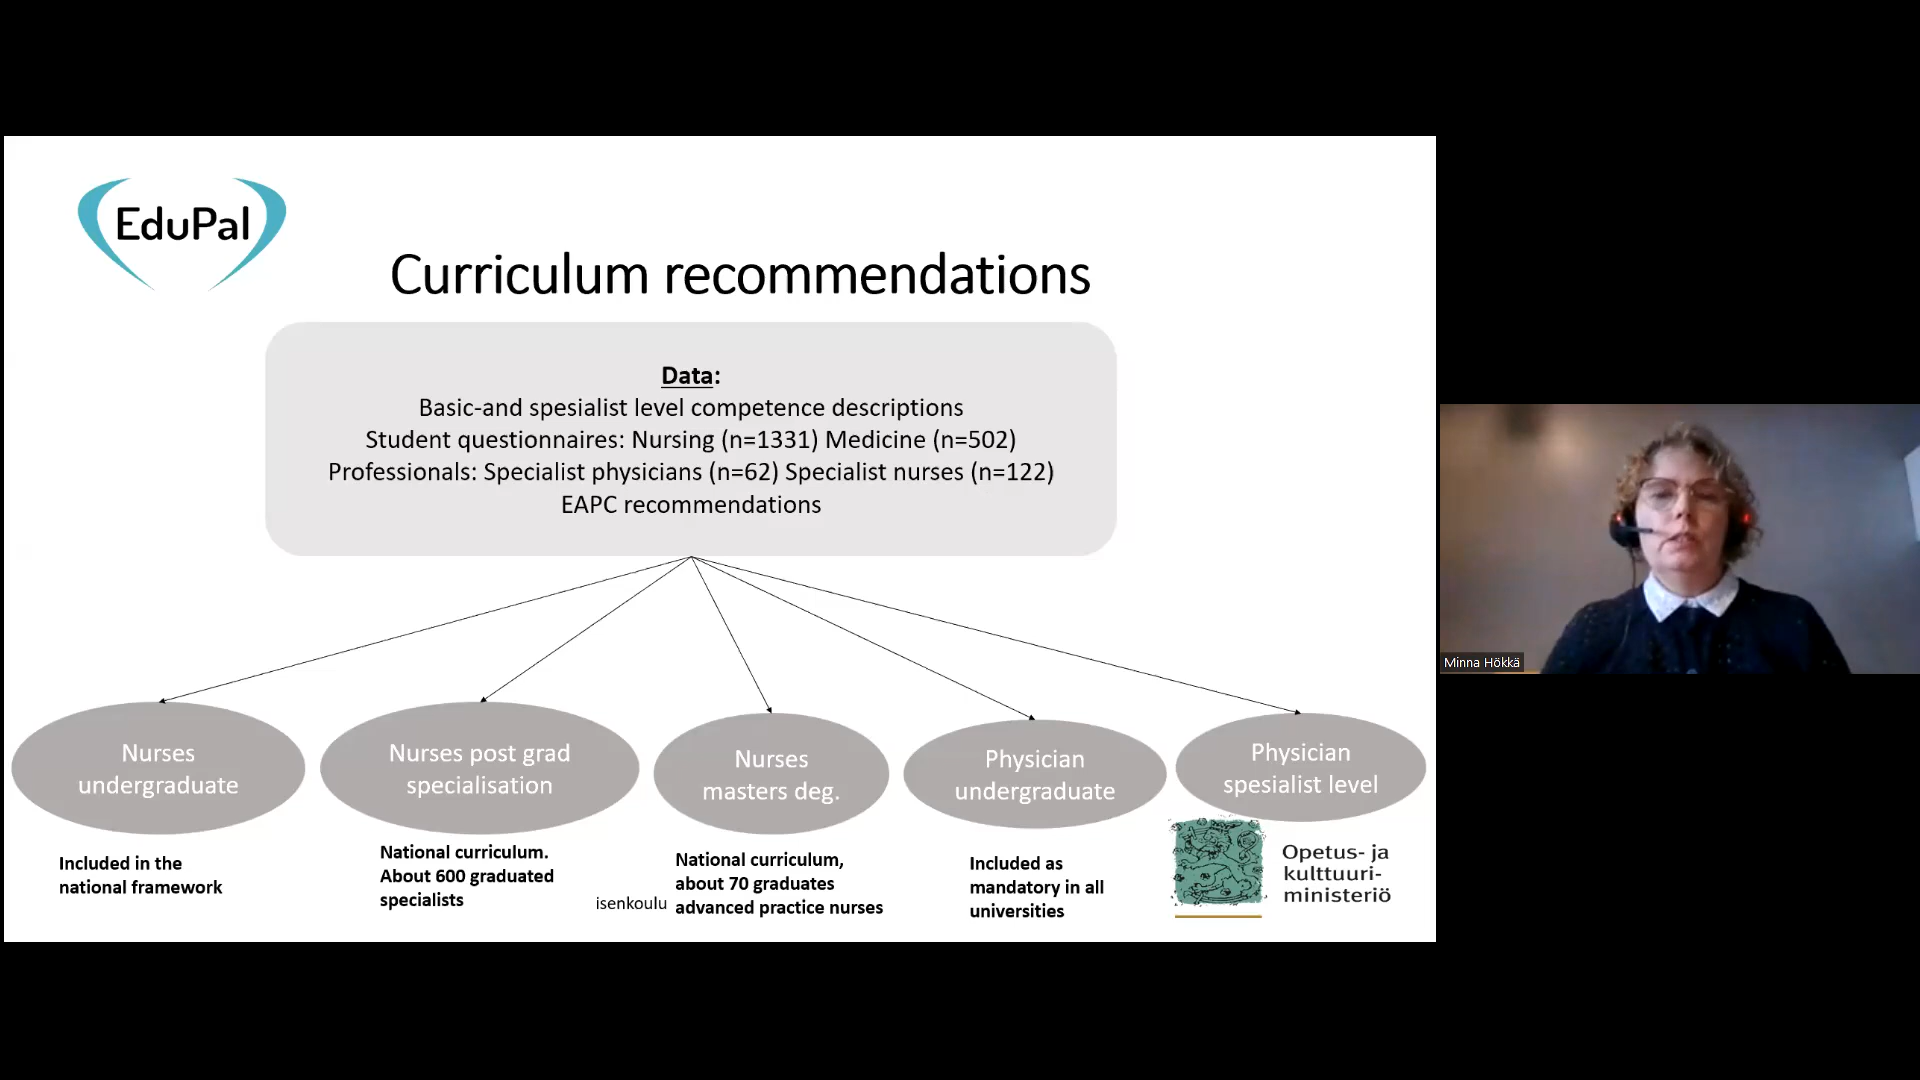 EduPal
Curriculum recommendations
Data:
Basic-and spesialist level competence descriptions
Student questionnaires: Nursing (n=1331) Medicine (n=502)
Professionals: Specialist physicians (n=62) Specialist nurses (n=122)
EAPC recommendations
Nurses
undergraduate
Nurses post grad
specialisation
Nurses
masters deg.
Physician
undergraduate
Physician
spesialist level
Included in the
national framework
National curriculum.
About 600 graduated
specialists
isenkoulu
National curriculum,
about 70 graduates
advanced practice nurses
Included as
mandatory in all
universities
Opetus- ja
kulttuuri-
ministeriö
Minna Hökkä